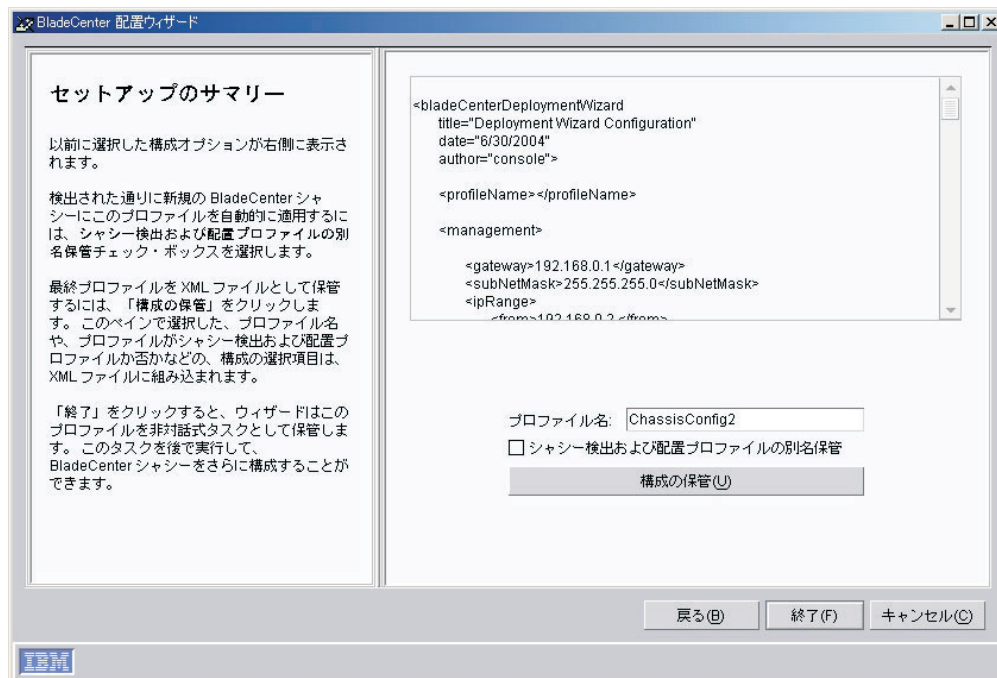 BladeCenter 配置ウィザード
セットアップのサマリー
以前に選択した構成オプションが右側に表示さ
れます。
検出された通りに新規の BladeCenter シャ
シーにこのプロファイルを自動的に適用するに
は、シャシー検出および配置プロファイルの別
名保管チェック・ボックスを選択します。
最終プロファイルを XML ファイルとして保管
するには、「構成の保管」をクリックしま
す。 このペインで選択した、プロファイル名
や、プロファイルがシャシー検出および配置プ
ロファイルか否かなどの、構成の選択項目は、
XML ファイルに組み込まれます。
「終了」をクリックすると、ウィザードはこの
プロファイルを非対話式タスクとして保管しま
す。 このタスクを後で実行して、
BladeCenter シャシーをさらに構成することが
できます。
<bladeCenterDeploymentWizard
title="Deployment Wizard Configuration"
date="6/30/2004"
author="console">
<profileName></profileName>
<management>
<gateway>192.168.0.1</gateway>
<subNetMask>255.255.255.0</subNetMask>
<ipRange>
<from>192.168.0.2 </from>
プロファイル名: ChassisConfig2
シャシー検出および配置プロファイルの別名保管
構成の保管(U)
戻る(B) 終了(F) キャンセル(C)
IBM